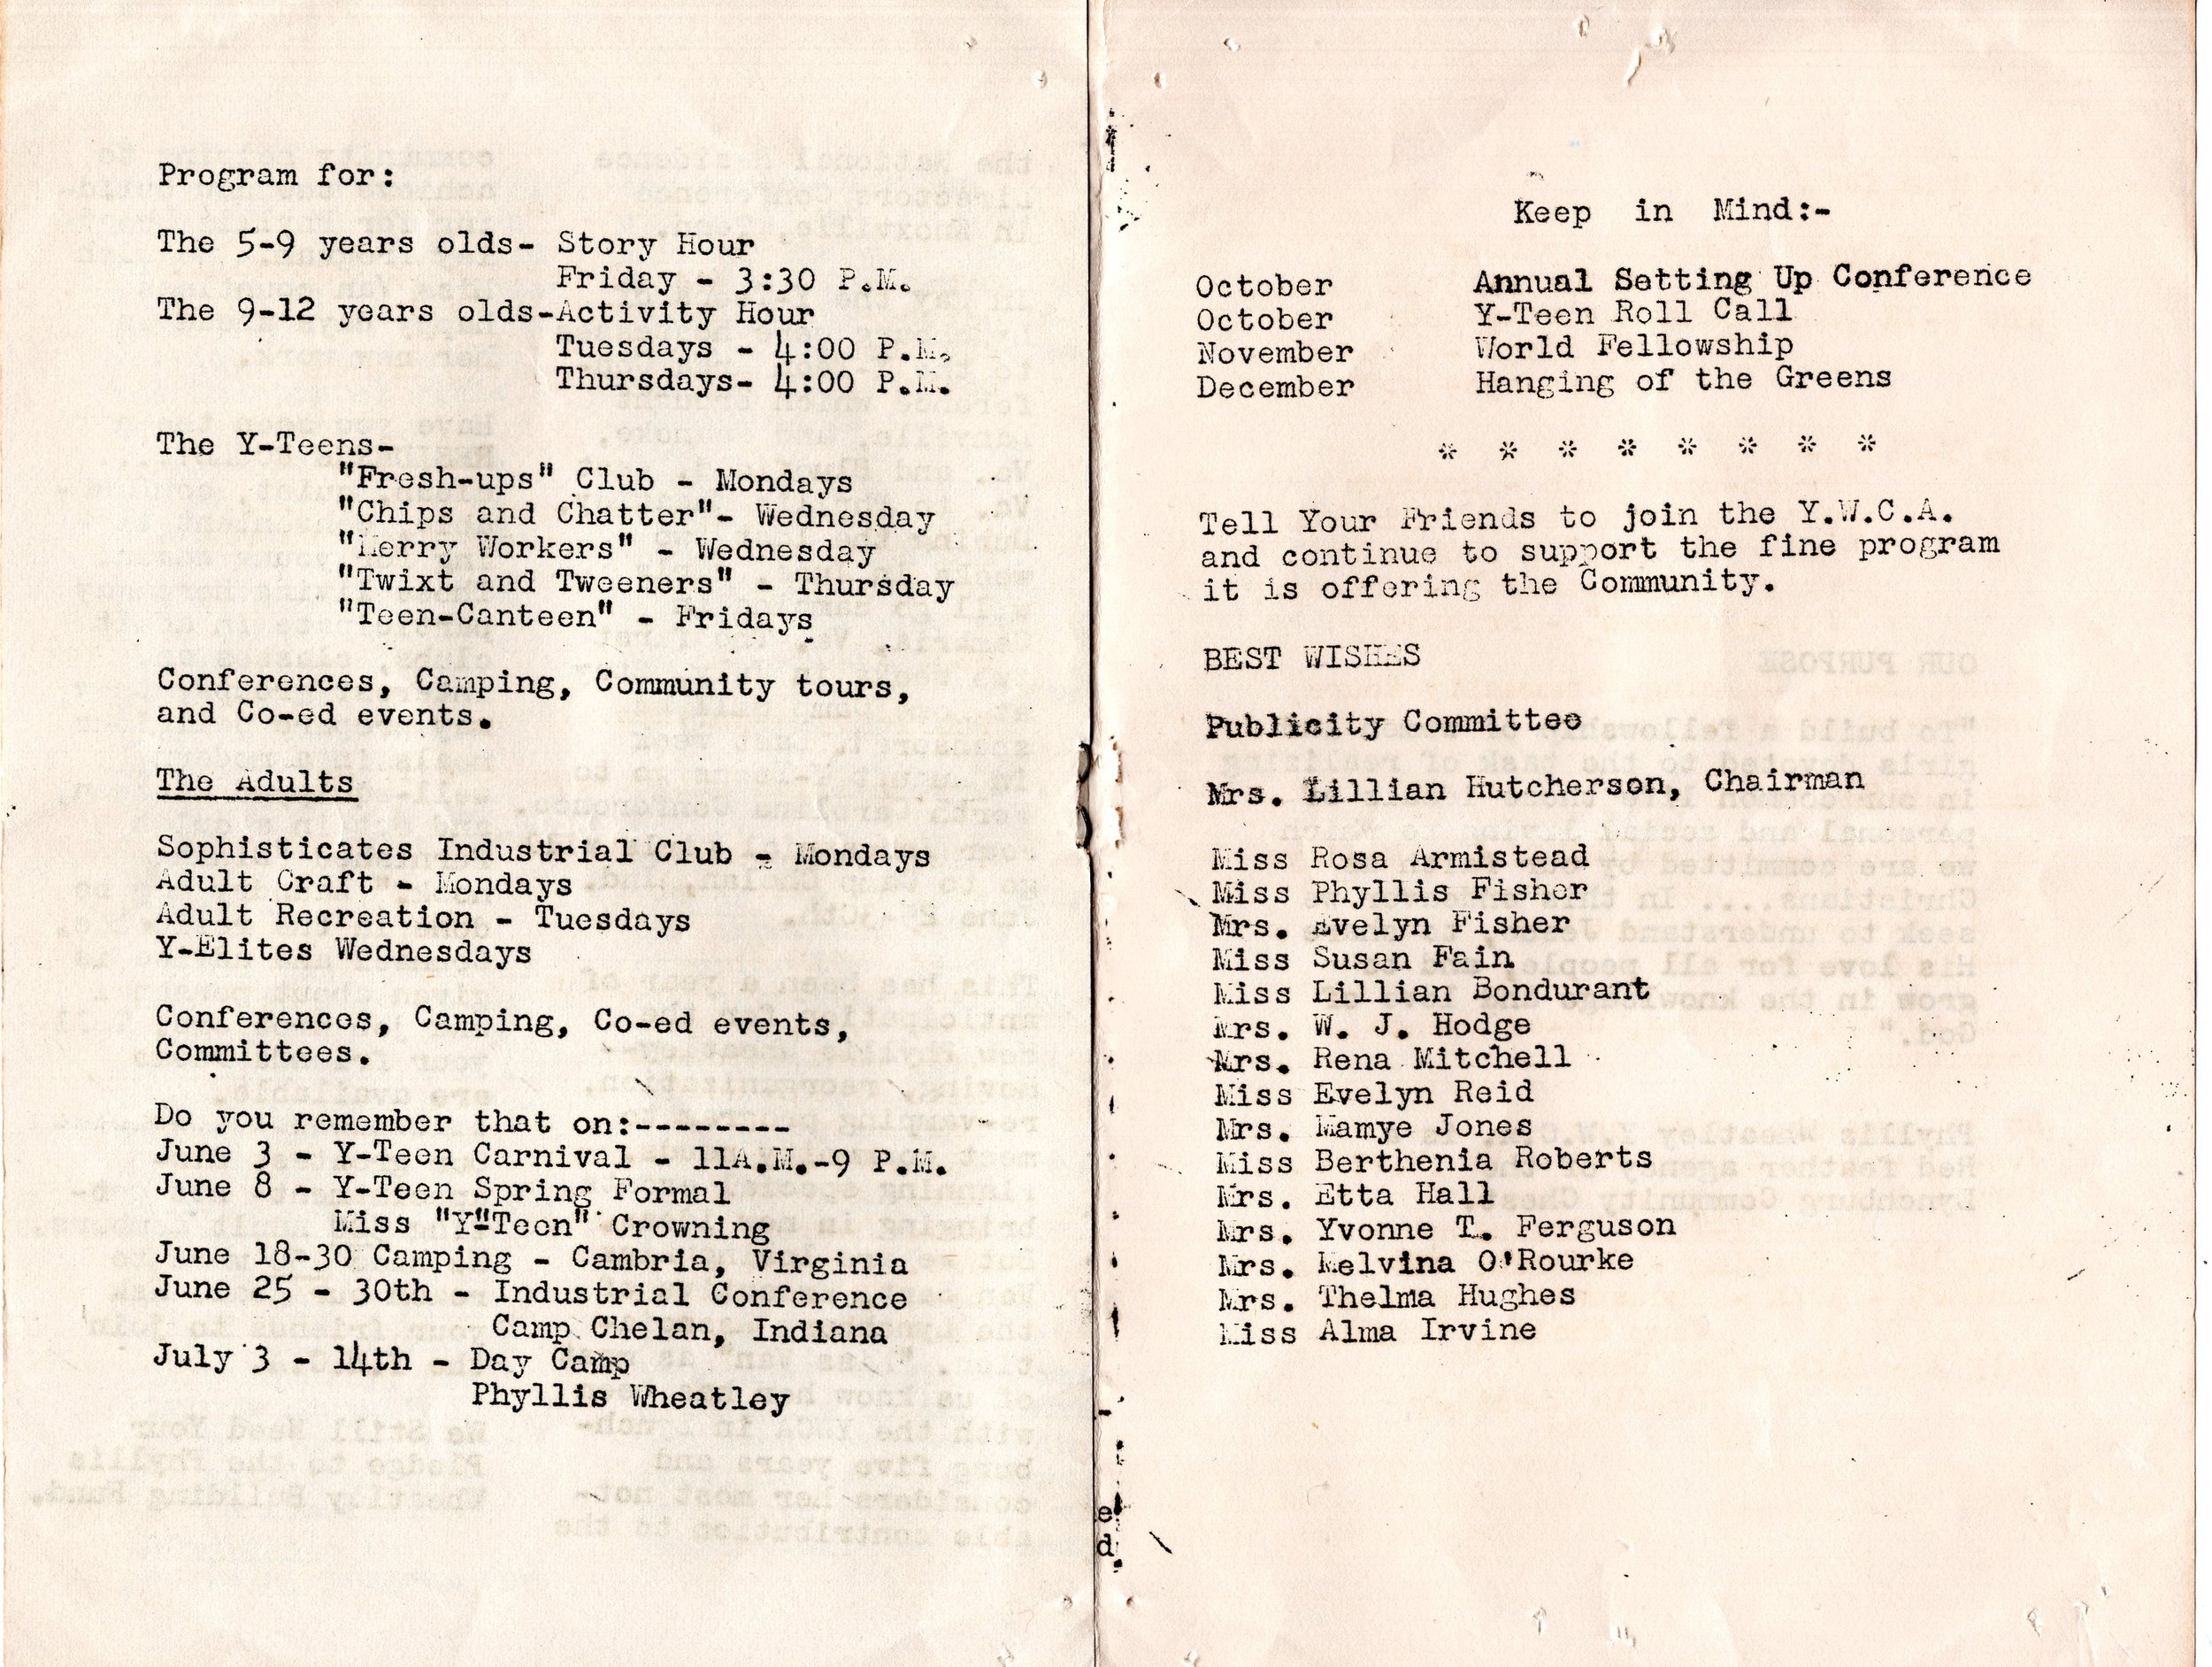 Program for:
The 5-9 years olds- Story Hour
Friday - 3:30 P.M.
The 9-12 years olds-Activity Hour
Tuesdays - 4:00 P.M.
Thursdays- 4:00 P.M.
The Y-Teens-
"Fresh-ups" Club - Mondays
"Chips and Chatter"- Wednesday
"Merry Workers" - Wednesday
"Twixt and Tweeners" - Thursday
"Teen-Canteen" - Fridays
Conferences, Camping, Community tours,
and Co-ed events.
The Adults
Sophisticates Industrial Club - Mondays
Adult Craft - Mondays
Adult Recreation - Tuesdays
Y-Elites Wednesdays
Conferences, Camping, Co-ed events,
Committees.
Do you remember that on:--------
June 3 - Y-Teen Carnival - 11A.M.-9 P.M.
June 8 - Y-Teen Spring Formal
Miss "Y"Teen" Crowning
June 18-30 Camping - Cambria, Virginia
June 25 - 30th - Industrial Conference
Camp Chelan, Indiana
July 3 - 14th - Day Camp
Phyllis Wheatley
Keep in Mind:-
October Annual Setting Up Conference
October Y-Teen Roll Call
November World Fellowship
December Hanging of the Greens
* * * * * * * *
Tell Your Friends to join the Y.W.C.A.
and continue to support the fine program
it is offering the Community.
BEST WISHES
Publicity Committee
Mrs. Lillian Hutcherson, Chairman
Miss Rosa Armistead
Miss Phyllis Fisher
Mrs. Evelyn Fisher
Miss Susan Fain
Miss Lillian Bondurant
Mrs. W. J. Hodge
Mrs. Rena Mitchell
Miss Evelyn Reid
Mrs. Mamye Jones
Miss Berthenia Roberts
Mrs. Etta Hall
Mrs. Yvonne T. Ferguson
Mrs. Melvina O'Rourke
Mrs. Thelma Hughes
Miss Alma Irvine